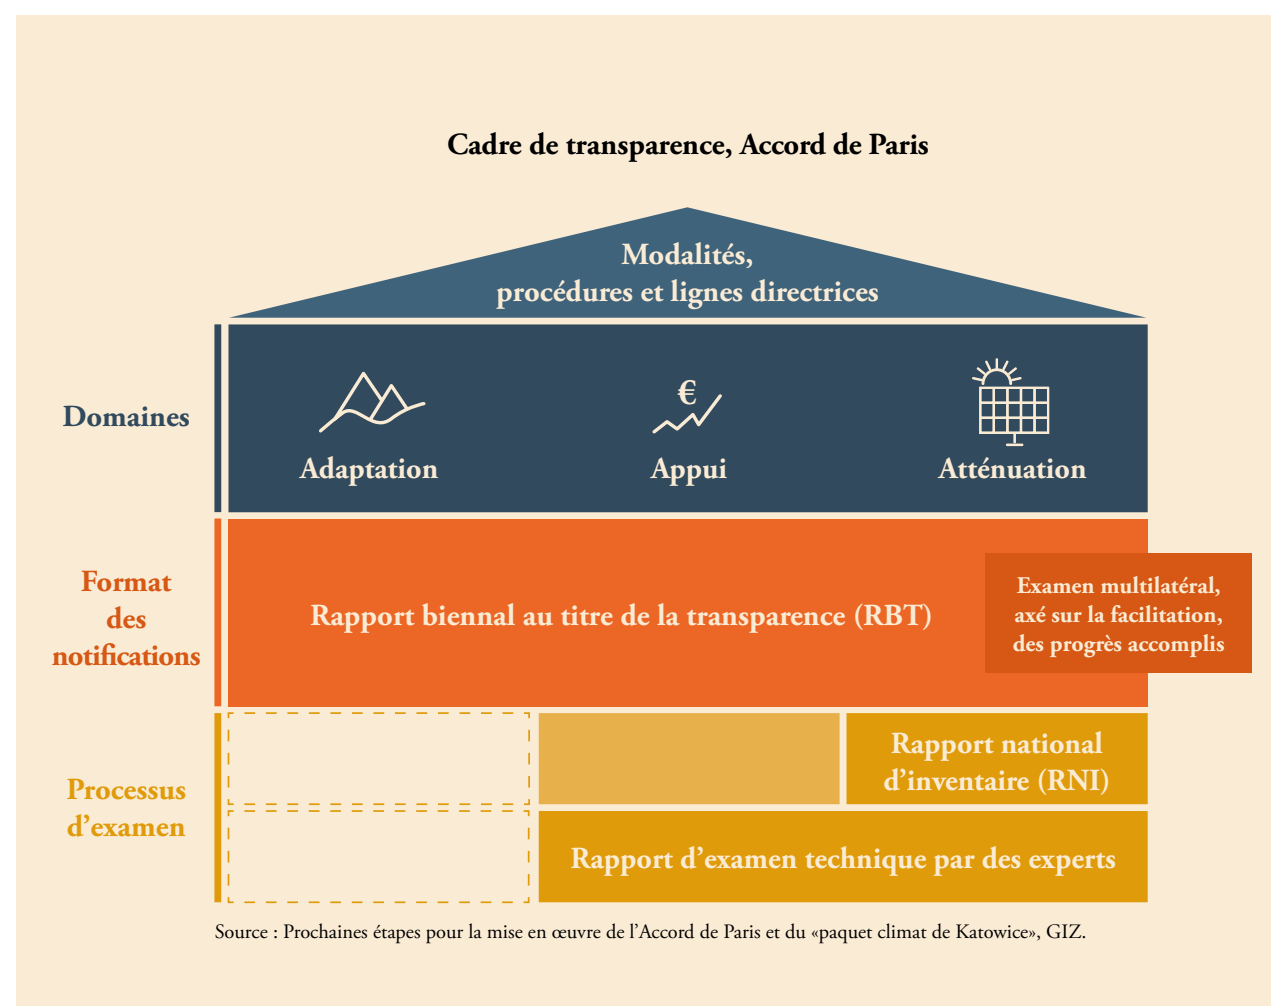 Cadre de transparence, Accord de Paris
Modalités,
procédures et lignes directrices
Domaines
€
Adaptation
Appui
Atténuation
Format
des
notifications
Rapport biennal au titre de la transparence (RBT)
Examen multilatéral,
axé sur la facilitation,
des progrès accomplis
Processus
d’examen
Rapport national
d’inventaire (RNI)
Rapport d’examen technique par des experts
Source : Prochaines étapes pour la mise en œuvre de l’Accord de Paris et du «paquet climat de Katowice», GIZ.